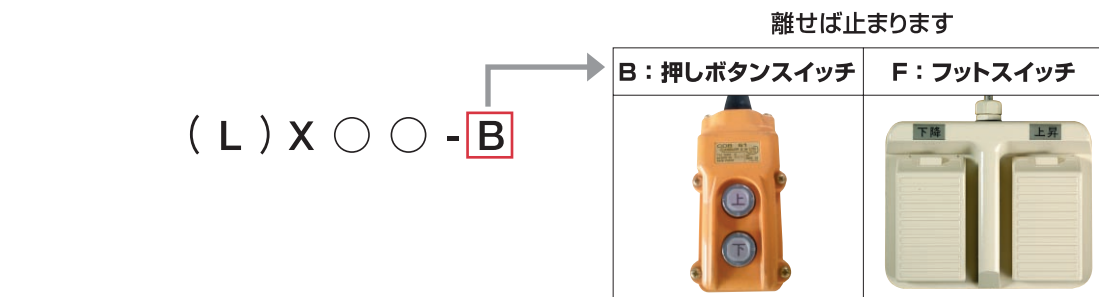 離せば止まります
B：押しボタンスイッチ
F：フットスイッチ
(L)X○○-B
上
下
下降
上昇